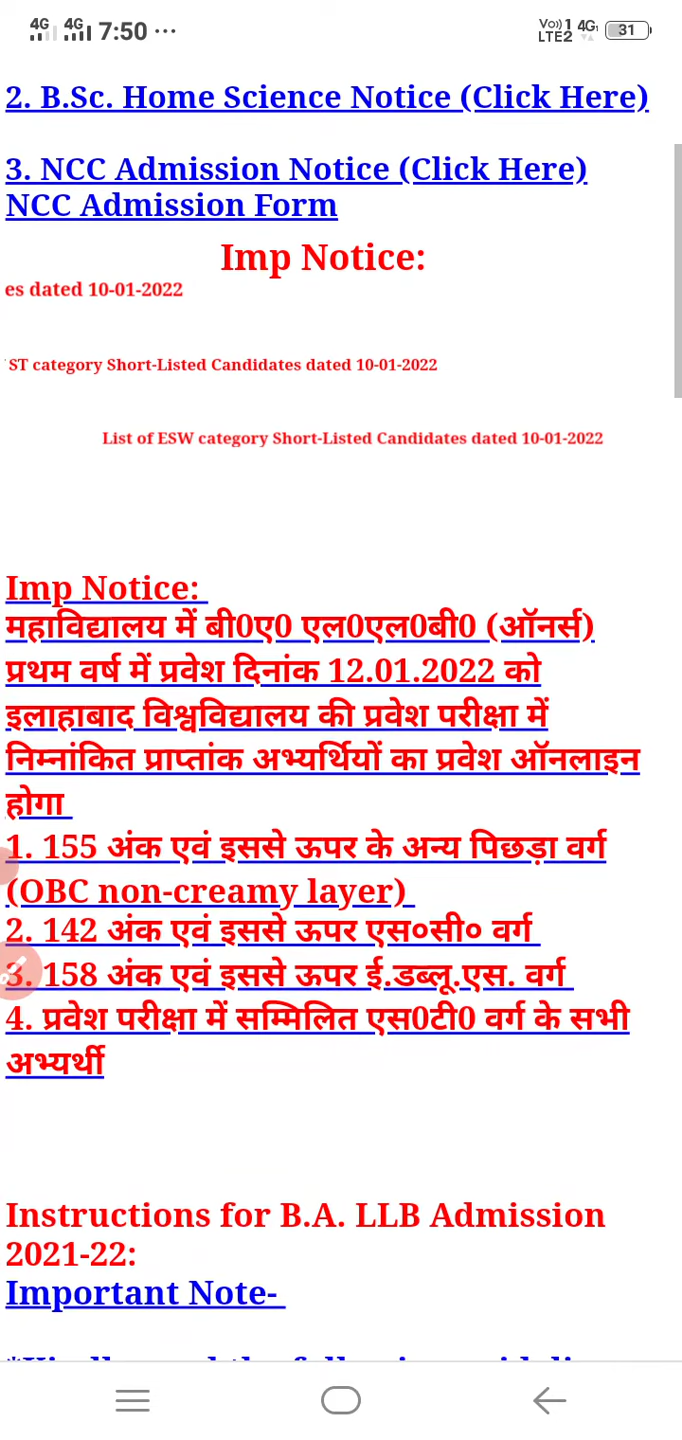 4G 4G 7:50 ... Vo)) 1 4G
LTE2 31
2. B.Sc. Home Science Notice (Click Here)
3. NCC Admission Notice (Click Here)
NCC Admission Form
Imp Notice:
es dated 10-01-2022
ST category Short-Listed Candidates dated 10-01-2022
List of ESW category Short-Listed Candidates dated 10-01-2022
Imp Notice:
महाविद्यालय में बी0ए0 एल0एल0बी0 (ऑनर्स)
प्रथम वर्ष में प्रवेश दिनांक 12.01.2022 को
इलाहाबाद विश्वविद्यालय की प्रवेश परीक्षा में
निम्नांकित प्राप्तांक अभ्यर्थियों का प्रवेश ऑनलाइन
होगा
1. 155 अंक एवं इससे ऊपर के अन्य पिछड़ा वर्ग
(OBC non-creamy layer)
2. 142 अंक एवं इससे ऊपर एस०सी० वर्ग
3. 158 अंक एवं इससे ऊपर ई.डब्लू.एस. वर्ग
4. प्रवेश परीक्षा में सम्मिलित एस0टी0 वर्ग के सभी
अभ्यर्थी
Instructions for B.A. LLB Admission
2021-22:
Important Note-